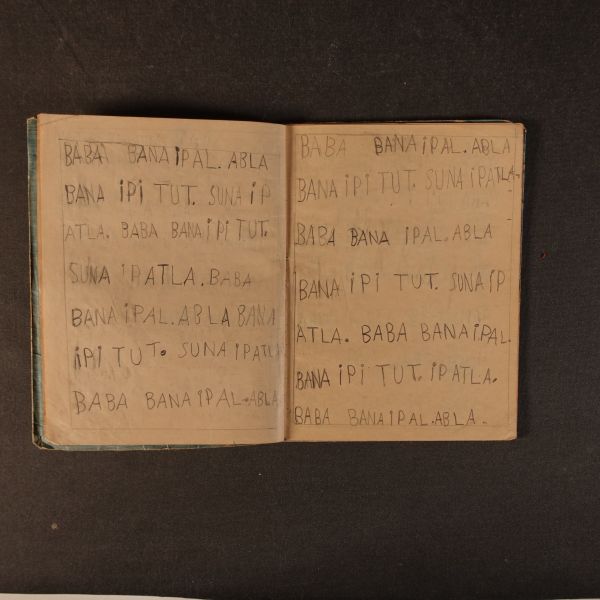 BABA BANA İPAL. ABLA
BANA İPİ TUT. SUNA İP
ATLA. BABA BANA İPİ TUT.
SUNA İPATLA. BABA
BANA İPAL. ABLA BANA
İPİ TUT. SUNA İPATLA
BABA BANA İPAL. ABLA
BABA BANA İPAL. ABLA
BANA İPİ TUT. SUNA İPATLA.
BABA BANA İPAL. ABLA
BANA İPİ TUT. SUNA İP
ATLA. BABA BANA İPAL.
BANA İPİ TUT. İPATLA.
BABA BANA İPAL. ABLA.